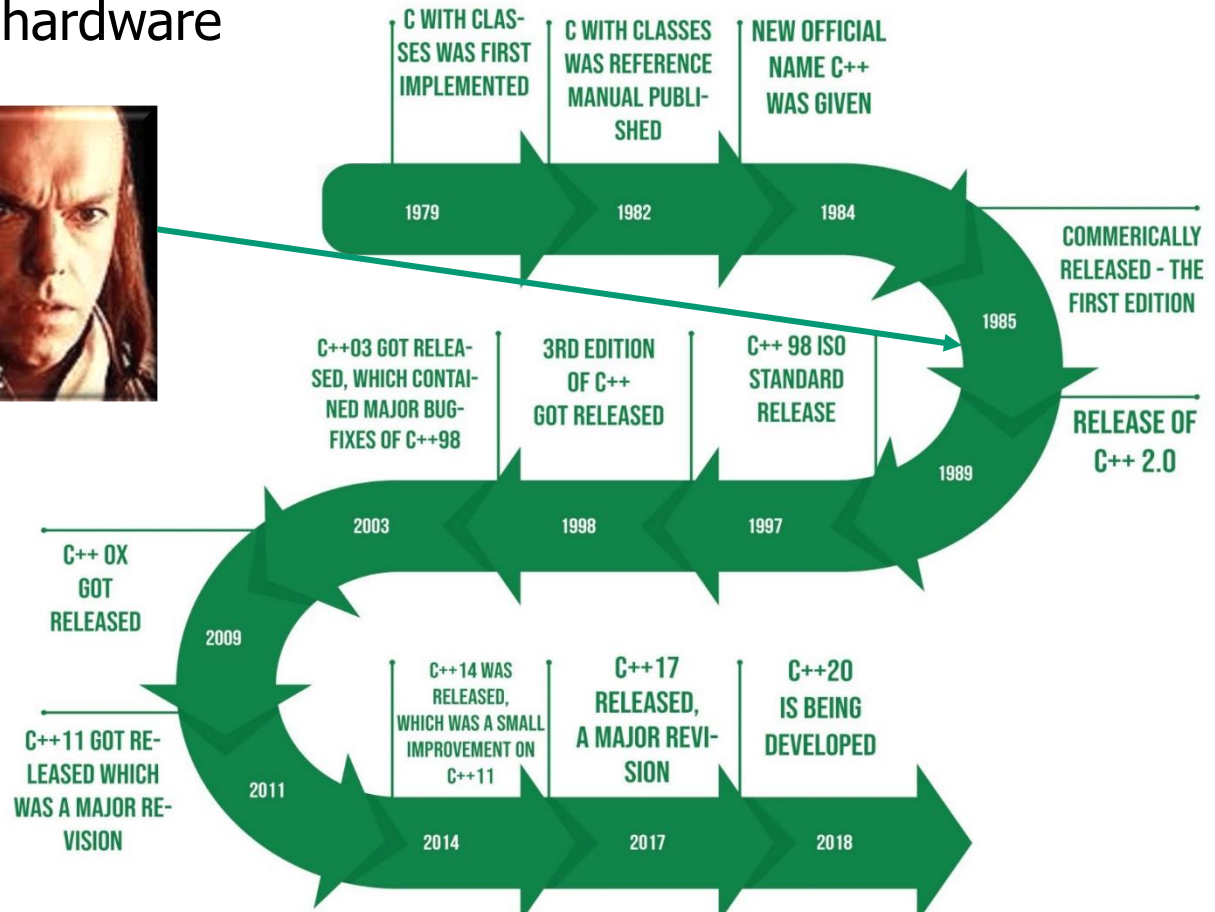 hardware
C WITH CLAS-
SES WAS FIRST
IMPLEMENTED
C WITH CLASSES
WAS REFERENCE
MANUAL PUBLI-
SHED
NEW OFFICIAL
NAME C++
WAS GIVEN
1979
1982
1984
COMMERICALLY
RELEASED - THE
FIRST EDITION
1985
RELEASE OF
C++ 2.0
1989
C++ 98 ISO
STANDARD
RELEASE
1997
3RD EDITION
OF C++
GOT RELEASED
1998
C++03 GOT RELEA-
SED, WHICH CONTAI-
NED MAJOR BUG-
FIXES OF C++98
2003
C++ 0X
GOT
RELEASED
2009
C++11 GOT RE-
LEASED WHICH
WAS A MAJOR RE-
VISION
2011
C++14 WAS
RELEASED,
WHICH WAS A SMALL
IMPROVEMENT ON
C++11
2014
C++17
RELEASED,
A MAJOR REVI-
SION
2017
C++20
IS BEING
DEVELOPED
2018